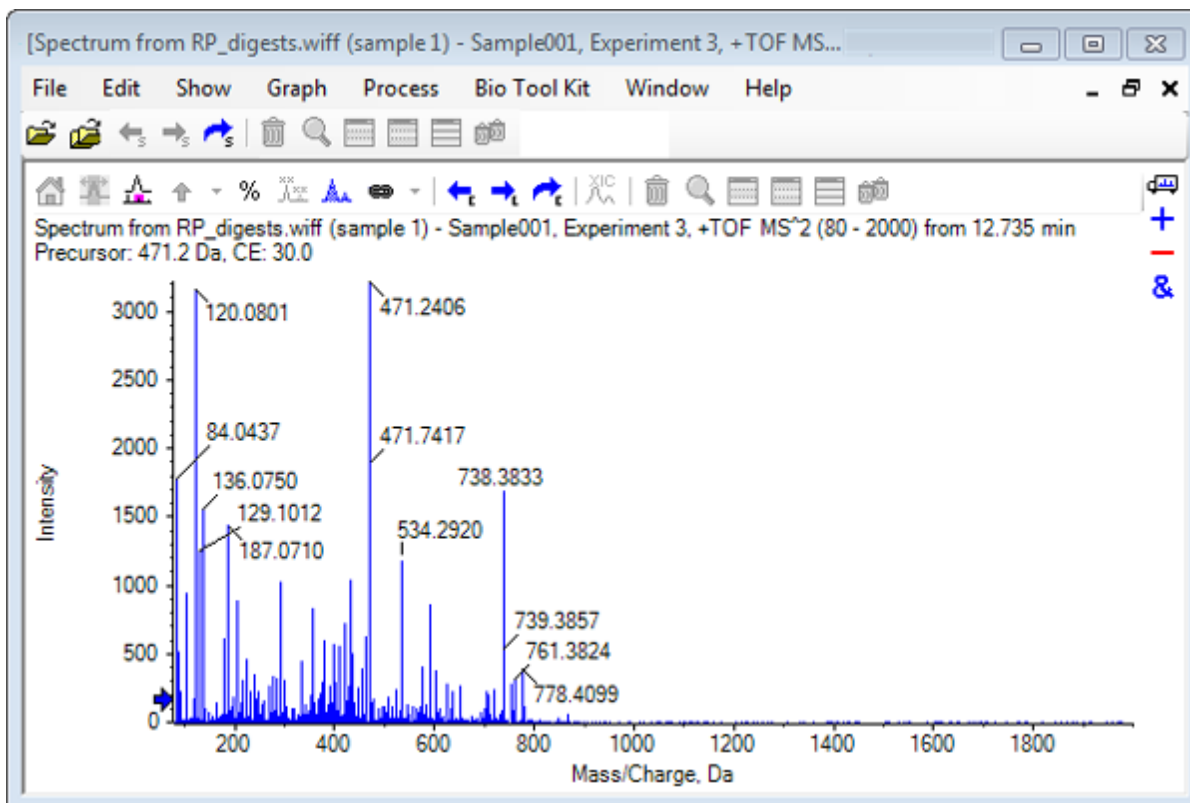 [Spectrum from RP_digests.wiff (sample 1) - Sample001, Experiment 3, +TOF MS...
File Edit Show Graph Process Bio Tool Kit Window Help
S S S
% XIC
Spectrum from RP_digests.wiff (sample 1) - Sample001, Experiment 3, +TOF MS^2 (80 - 2000) from 12.735 min
Precursor: 471.2 Da, CE: 30.0
Intensity
3000
2500
2000
1500
1000
500
0
120.0801
471.2406
84.0437
471.7417
136.0750
738.3833
129.1012
534.2920
187.0710
739.3857
761.3824
778.4099
200 400 600 800 1000 1200 1400 1600 1800
Mass/Charge, Da